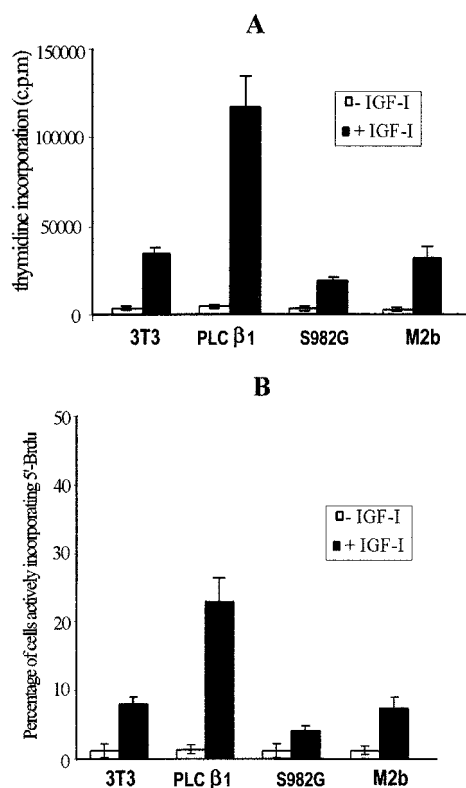 A
thymidine incorporation (c.p.m)
150000
100000
50000
0
- IGF-I
+ IGF-I
3T3 PLC β1 S982G M2b
B
Percentage of cells actively incorporating 5'-Brdu
50
40
30
20
10
0
- IGF-I
+ IGF-I
3T3 PLC β1 S982G M2b